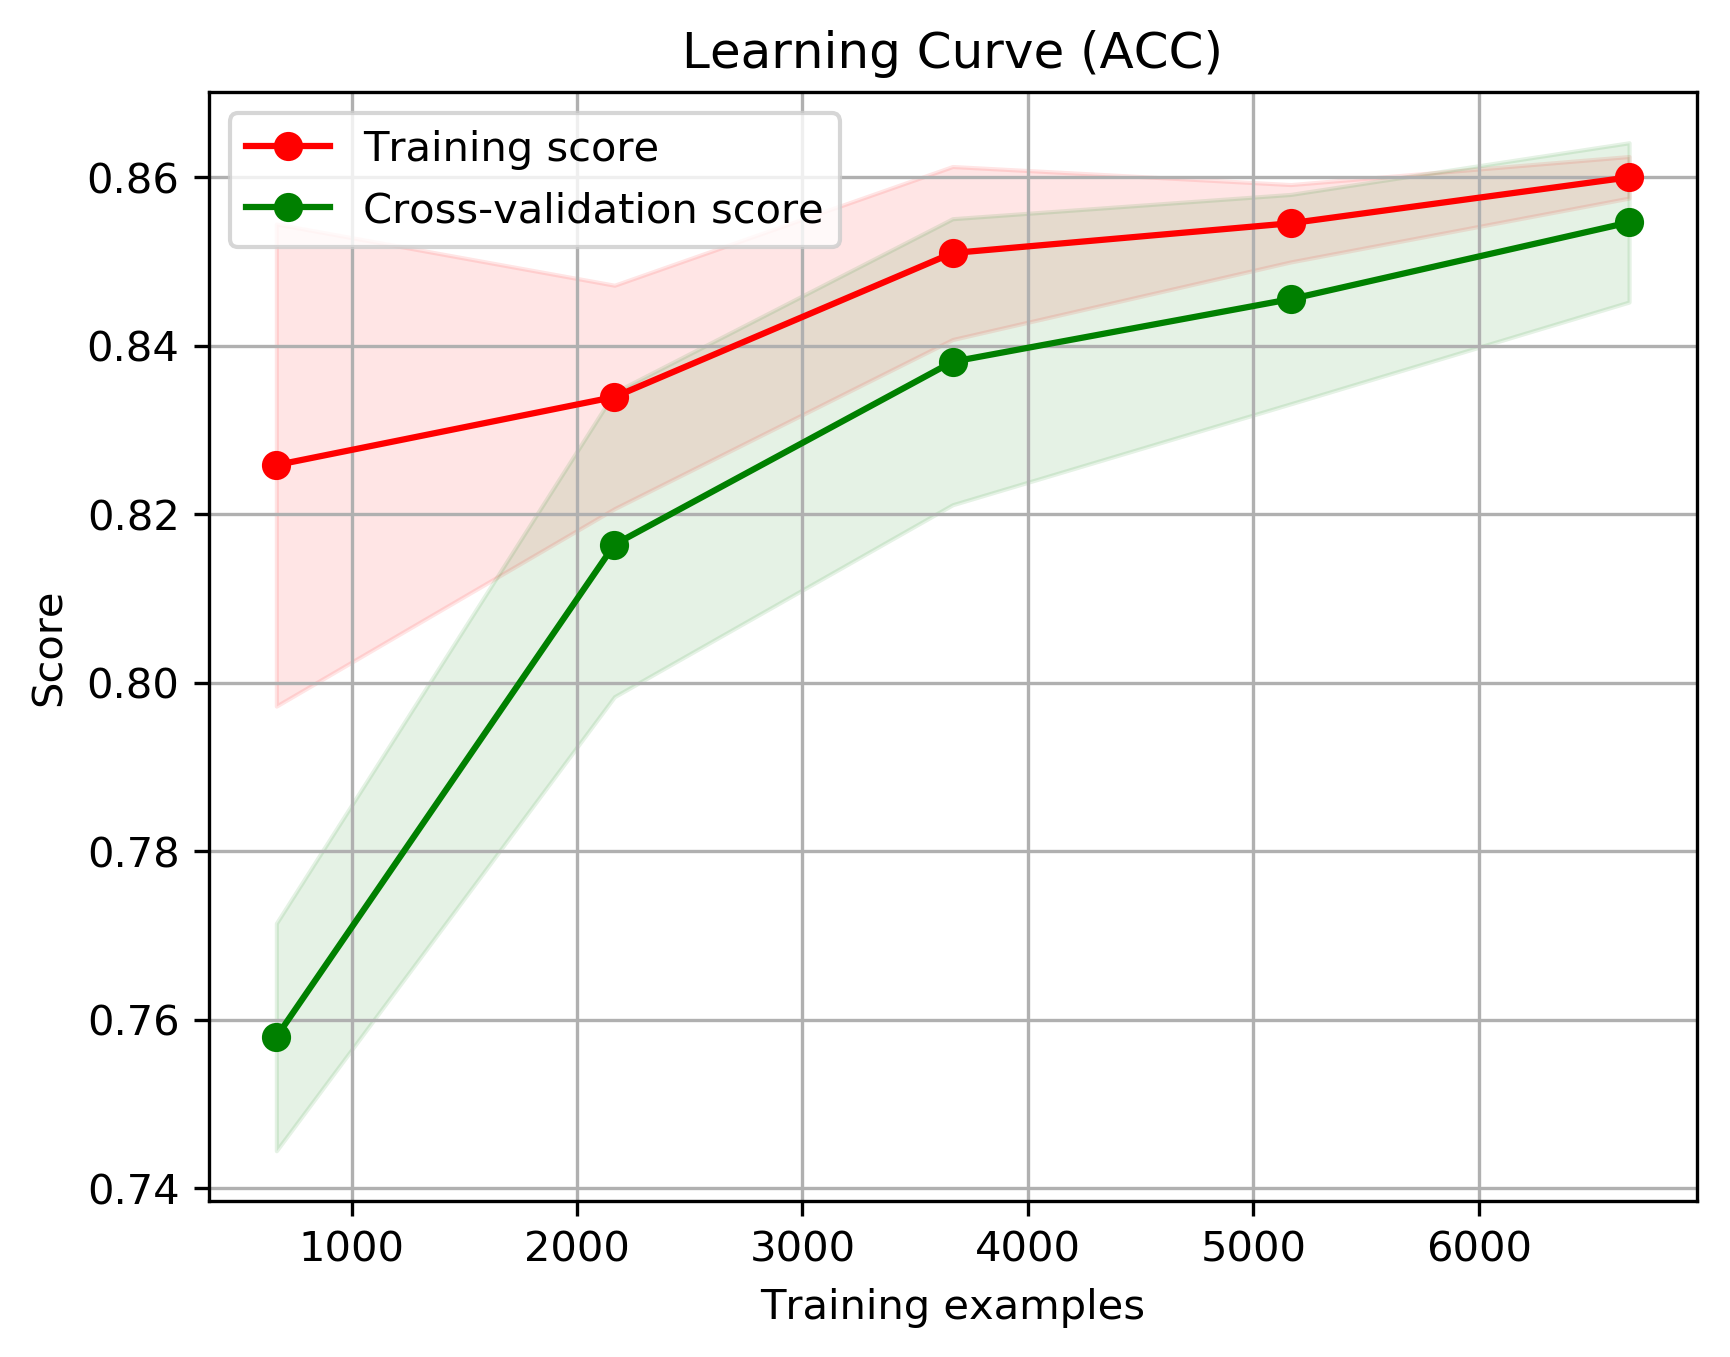 Learning Curve (ACC)
Training score
Cross-validation score
0.86
0.84
0.82
0.80
0.78
0.76
0.74
Score
1000 2000 3000 4000 5000 6000
Training examples